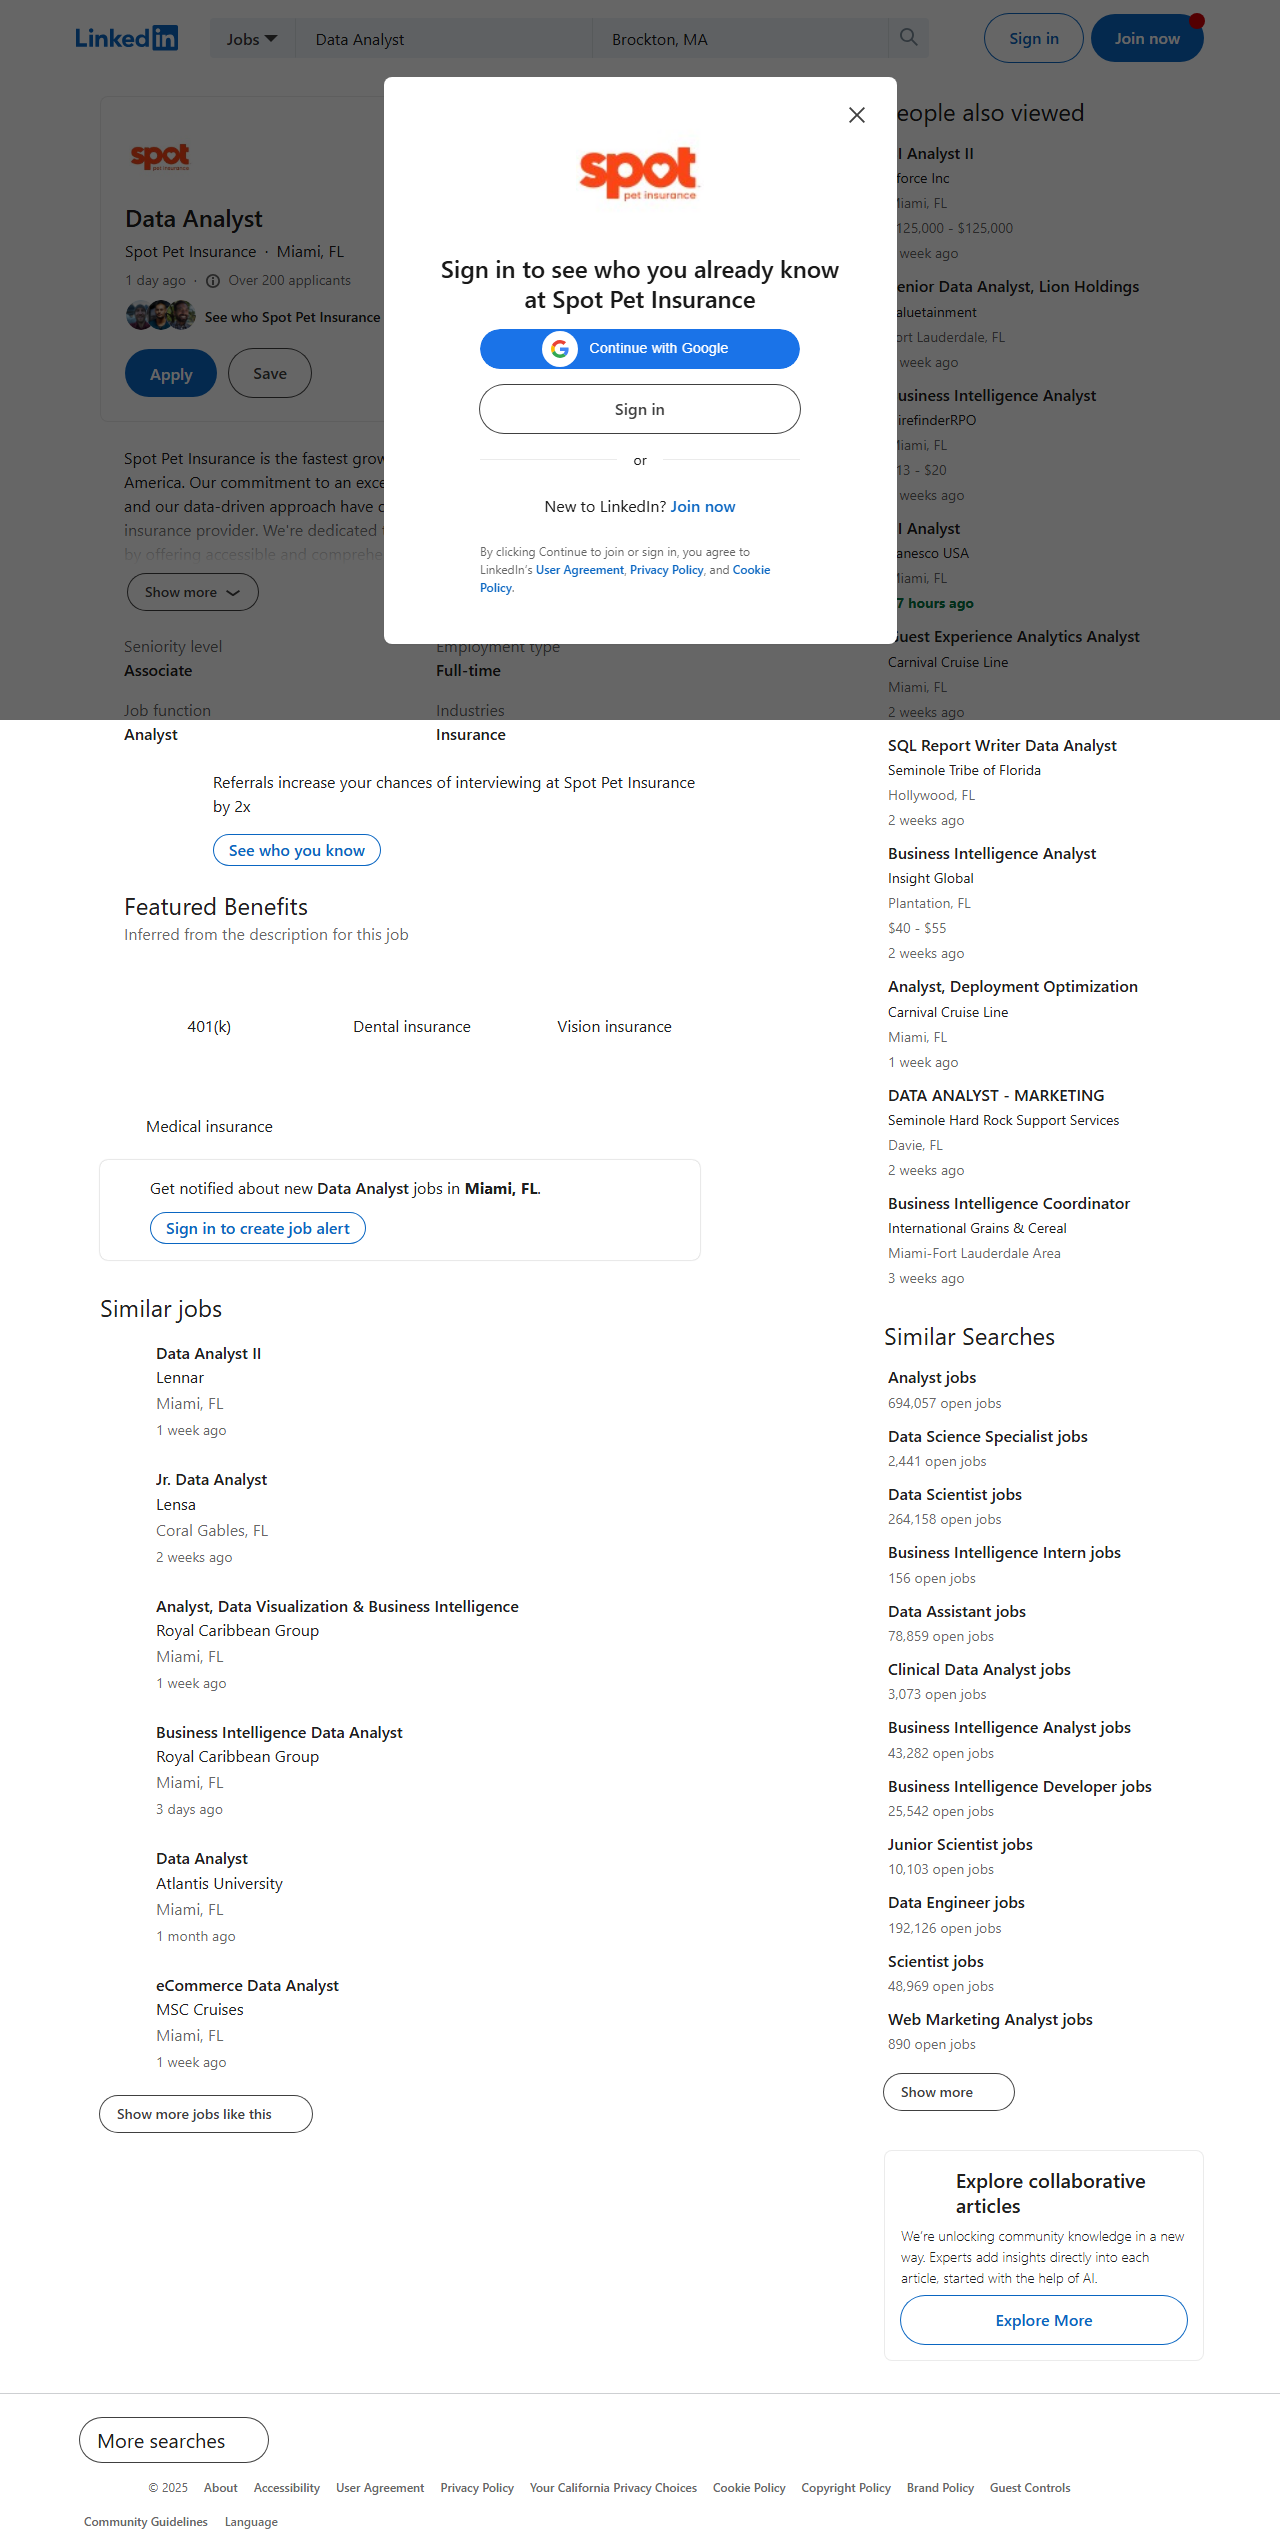 LinkedIn
Jobs
Data Analyst
Brockton, MA
Sign in
Join now
spot
pet insurance
Data Analyst
Spot Pet Insurance · Miami, FL
1 day ago · Over 200 applicants
See who Spot Pet Insurance
Apply
Save
Spot Pet Insurance is the fastest
America. Our commitment to an
and our data-driven approach have
insurance provider. We're dedicated
by offering accessible and
Show more
Seniority level
Associate
Employment type
Full-time
Job function
Analyst
Industries
Insurance
spot
pet insurance
Sign in to see who you already know
at Spot Pet Insurance
Continue with Google
Sign in
or
New to LinkedIn? Join now
By clicking Continue to join or sign in, you agree to
LinkedIn's User Agreement, Privacy Policy, and Cookie
Policy.
Referrals increase your chances of interviewing at Spot Pet Insurance
by 2x
See who you know
Featured Benefits
Inferred from the description for this job
401(k)
Dental insurance
Vision insurance
Medical insurance
Get notified about new Data Analyst jobs in Miami, FL.
Sign in to create job alert
Similar jobs
Data Analyst II
Lennar
Miami, FL
1 week ago
Jr. Data Analyst
Lensa
Coral Gables, FL
2 weeks ago
Analyst, Data Visualization & Business Intelligence
Royal Caribbean Group
Miami, FL
1 week ago
Business Intelligence Data Analyst
Royal Caribbean Group
Miami, FL
3 days ago
Data Analyst
Atlantis University
Miami, FL
1 month ago
eCommerce Data Analyst
MSC Cruises
Miami, FL
1 week ago
Show more jobs like this
also viewed
Analyst II
Inc
FL
- $125,000
week ago
Data Analyst, Lion Holdings
Lauderdale, FL
week ago
Intelligence Analyst
FL
- $20
weeks ago
Analyst
USA
FL
hours ago
Experience Analytics Analyst
Carnival Cruise Line
Miami, FL
2 weeks ago
SQL Report Writer Data Analyst
Seminole Tribe of Florida
Hollywood, FL
2 weeks ago
Business Intelligence Analyst
Insight Global
Plantation, FL
$40 - $55
2 weeks ago
Analyst, Deployment Optimization
Carnival Cruise Line
Miami, FL
1 week ago
DATA ANALYST - MARKETING
Seminole Hard Rock Support Services
Davie, FL
2 weeks ago
Business Intelligence Coordinator
International Grains & Cereal
Miami-Fort Lauderdale Area
3 weeks ago
Similar Searches
Analyst jobs
694,057 open jobs
Data Science Specialist jobs
2,441 open jobs
Data Scientist jobs
264,158 open jobs
Business Intelligence Intern jobs
156 open jobs
Data Assistant jobs
78,859 open jobs
Clinical Data Analyst jobs
3,073 open jobs
Business Intelligence Analyst jobs
43,282 open jobs
Business Intelligence Developer jobs
25,542 open jobs
Junior Scientist jobs
10,103 open jobs
Data Engineer jobs
192,126 open jobs
Scientist jobs
48,969 open jobs
Web Marketing Analyst jobs
890 open jobs
Show more
Explore collaborative
articles
We're unlocking community knowledge in a new
way. Experts add insights directly into each
article, started with the help of AI.
Explore More
More searches
© 2025 About Accessibility User Agreement Privacy Policy Your California Privacy Choices Cookie Policy Copyright Policy Brand Policy Guest Controls
Community Guidelines Language